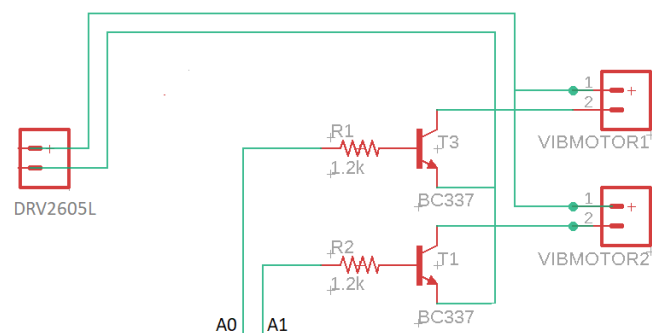 1
2
R1
1.2k
T3
BC337
VIBMOTOR1
DRV2605L
1
2
R2
1.2k
T1
BC337
VIBMOTOR2
A0
A1